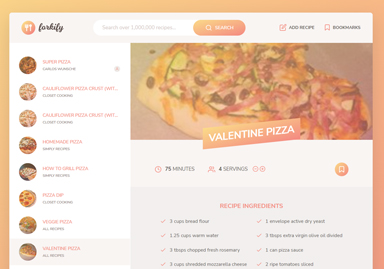 forkify
Search over 1,000,000 recipes...
SEARCH
ADD RECIPE
BOOKMARKS
SUPER PIZZA
CAULIFLOWER PIZZA CRUST (WIT...
CLOSET COOKING
CAULIFLOWER PIZZA CRUST (WIT...
CLOSET COOKING
HOMEMADE PIZZA
SIMPLY RECIPES
HOW TO GRILL PIZZA
SIMPLY RECIPES
PIZZA DIP
CLOSET COOKING
VEGGIE PIZZA
ALL RECIPES
VALENTINE PIZZA
ALL RECIPES
VALENTINE PIZZA
75 MINUTES
4 SERVINGS
RECIPE INGREDIENTS
3 cups bread flour
1 envelope active dry yeast
1.25 cups warm water
3 tbsps extra virgin olive oil divided
3 tbsps chopped fresh rosemary
1 can pizza sauce
3 cups shredded mozzarella cheese
2 ripe tomatoes sliced